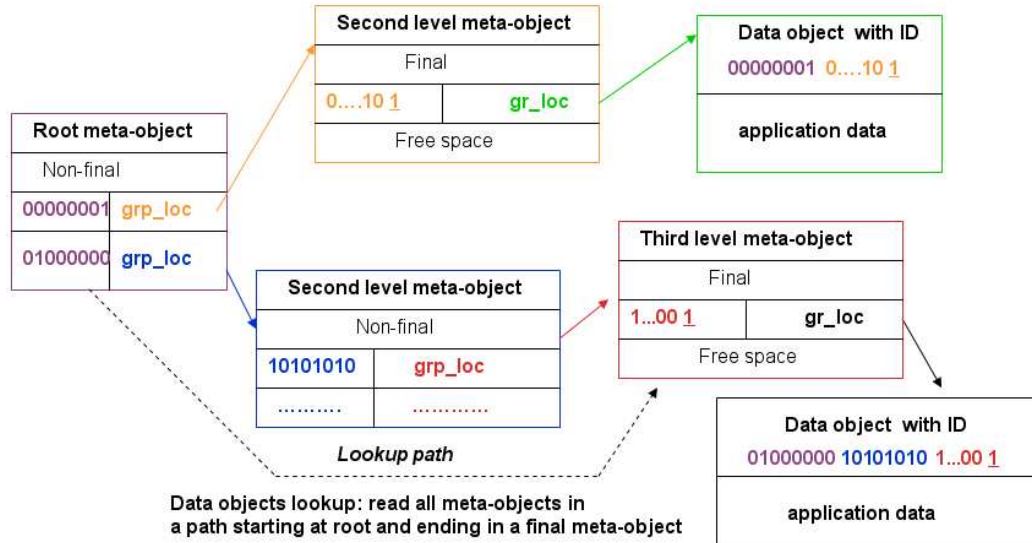 Second level meta-object
Final
0....10 1 gr_loc
Free space
Data object with ID
00000001 0....10 1
application data
Root meta-object
Non-final
00000001 grp_loc
01000000 grp_loc
Second level meta-object
Non-final
10101010 grp_loc
………. …………
Third level meta-object
Final
1...00 1 gr_loc
Free space
Data object with ID
01000000 10101010 1...00 1
application data
Lookup path
Data objects lookup: read all meta-objects in
a path starting at root and ending in a final meta-object